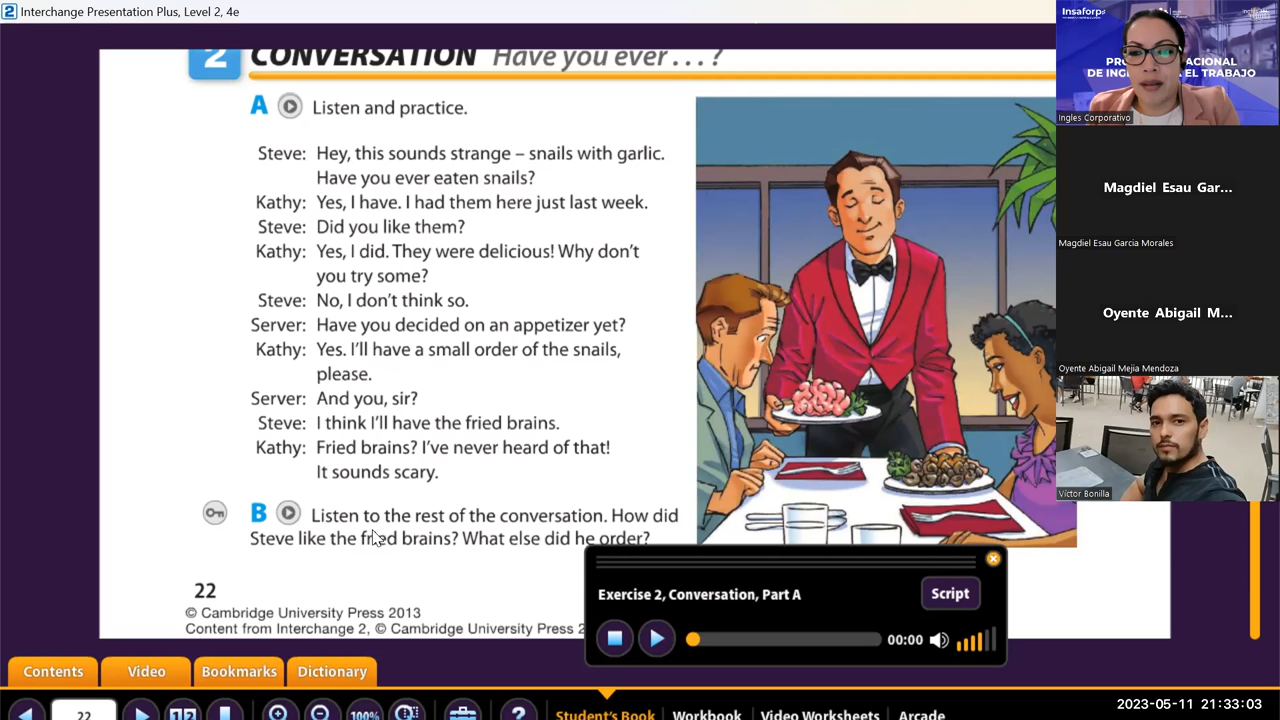 Interchange Presentation Plus, Level 2, 4e
2 CONVERSATION Have you ever . . . ?
A Listen and practice.
Steve: Hey, this sounds strange – snails with garlic.
Have you ever eaten snails?
Kathy: Yes, I have. I had them here just last week.
Steve: Did you like them?
Kathy: Yes, I did. They were delicious! Why don't
you try some?
Steve: No, I don't think so.
Server: Have you decided on an appetizer yet?
Kathy: Yes. I'll have a small order of the snails,
please.
Server: And you, sir?
Steve: I think I'll have the fried brains.
Kathy: Fried brains? I've never heard of that!
It sounds scary.
B Listen to the rest of the conversation. How did
Steve like the fried brains? What else did he order?
22
© Cambridge University Press 2013
Content from Interchange 2, © Cambridge University Press 2
Exercise 2, Conversation, Part A
Script
00:00
Contents
Video
Bookmarks
Dictionary
22
1 2
100%
?
Student's Book
Workbook
Video Worksheets
Arcade
Insaforp
DE INGL
EL TRABAJO
Ingles Corporativo
Magdiel Esau Gar...
Magdiel Esau Garcia Morales
Oyente Abigail M...
Oyente Abigail Mejia Mendoza
Víctor Bonilla
2023-05-11 21:33:03